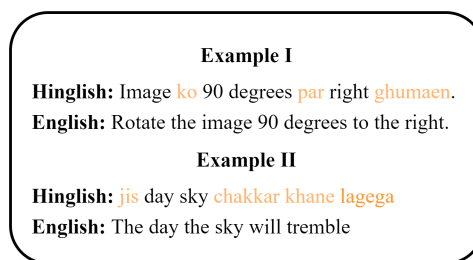 Example I
Hinglish: Image ko 90 degrees par right ghumaen.
English: Rotate the image 90 degrees to the right.
Example II
Hinglish: jis day sky chakkar khane lagega
English: The day the sky will tremble